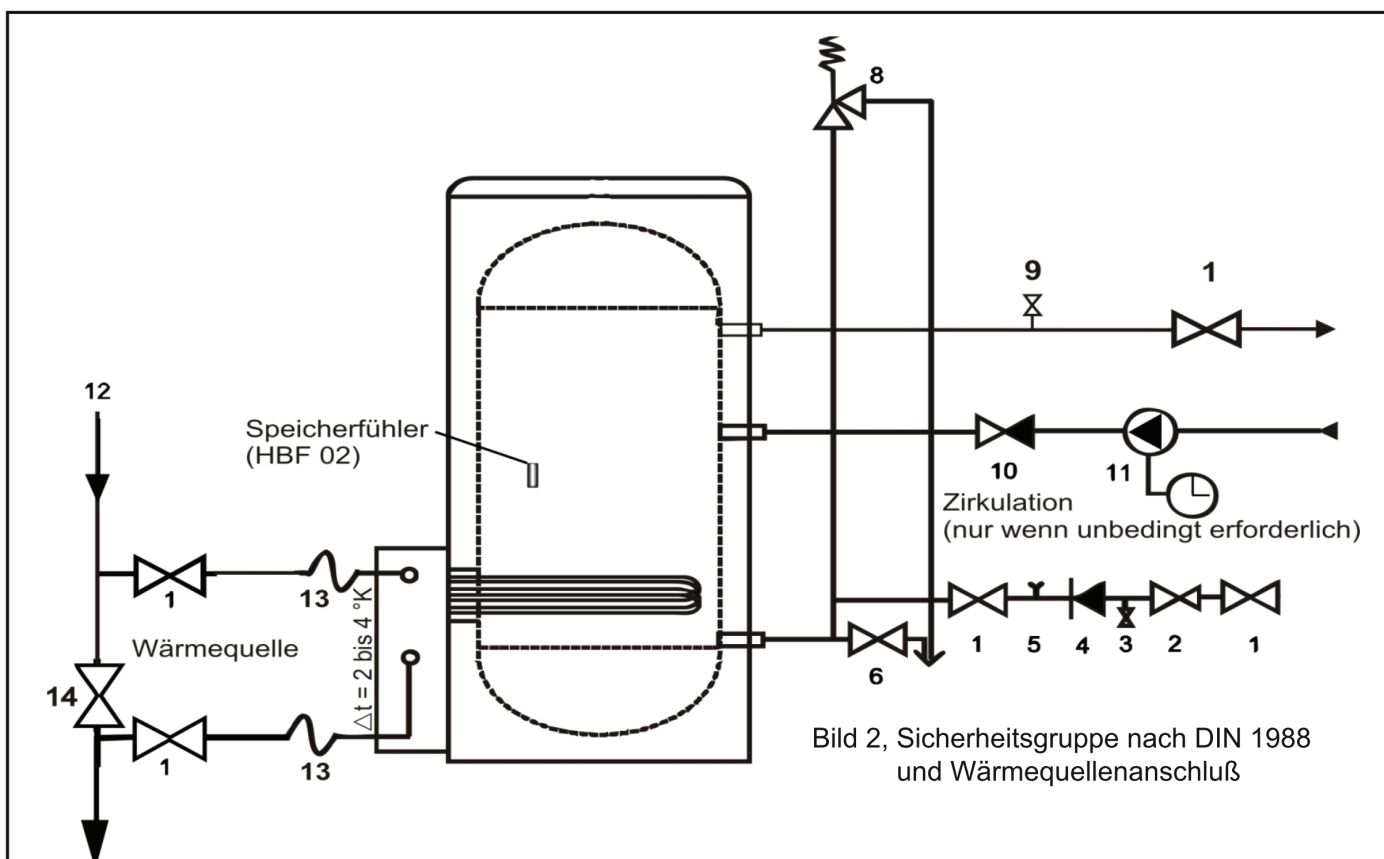 8
9
1
12
Speicherfühler
(HBF 02)
10
11
Zirkulation
(nur wenn unbedingt erforderlich)
1
13
Δt = 2 bis 4 °K
Wärmequelle
1
5
4
3
2
1
6
14
1
13
Bild 2, Sicherheitsgruppe nach DIN 1988
und Wärmequellenanschluß